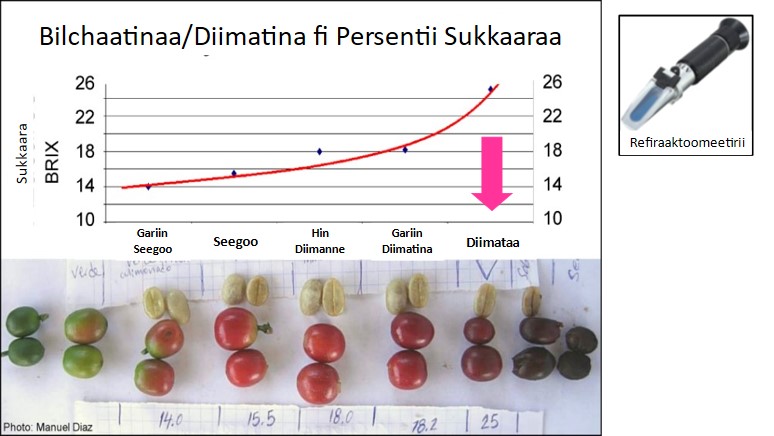 Bilchaatinaa/Diimatina fi Persentii Sukkaaraa
Sukkaara
BRIX
26
22
18
14
10
26
22
18
14
10
Gariin
Seegoo
Seegoo
Hin
Diimanne
Gariin
Diimatina
Diimataa
Refiraaktoomeetirii
verde
14.0
15.5
18.0
18.2
25
Photo: Manuel Diaz